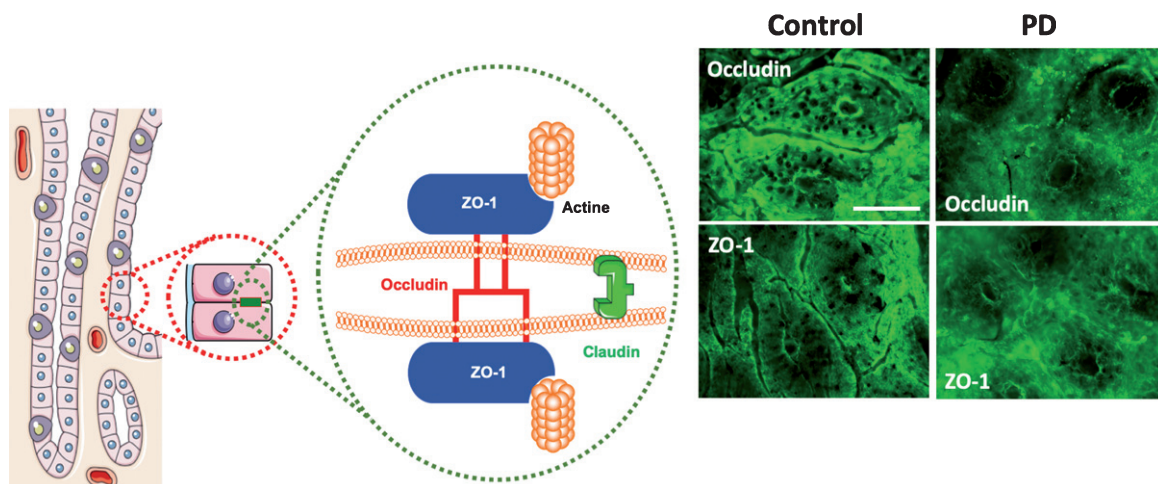 Control
PD
Occludin
Occludin
ZO-1
ZO-1
ZO-1
Actine
Occludin
Claudin
ZO-1